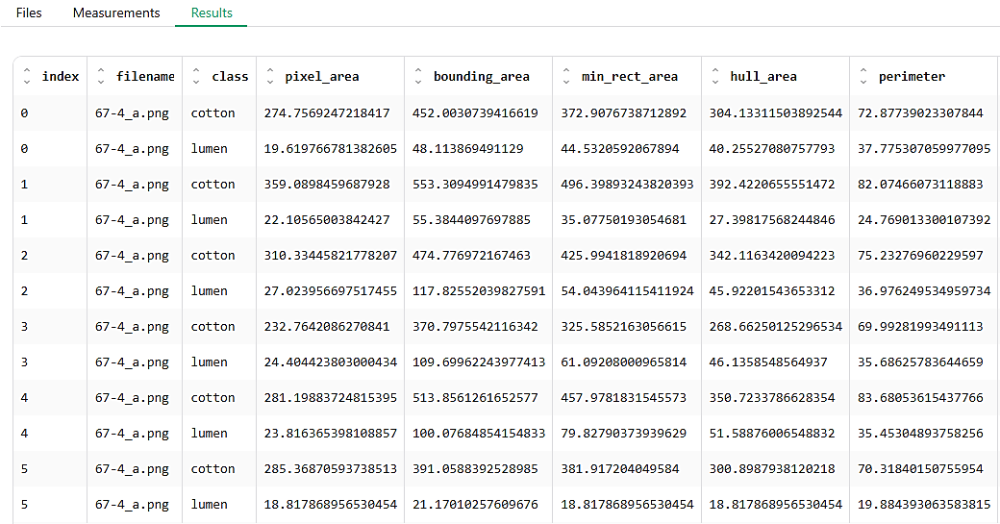 Files Measurements Results
index filename class pixel_area bounding_area min_rect_area hull_area perimeter
0 67-4_a.png cotton 274.7569247218417 452.0030739416619 372.9076738712892 304.13311503892544 72.87739023307844
0 67-4_a.png lumen 19.619766781382605 48.113869491129 44.5320592067894 40.25527080757793 37.775307059977095
1 67-4_a.png cotton 359.0898459687928 553.3094991479835 496.39893243820393 392.4220655551472 82.07466073118883
1 67-4_a.png lumen 22.10565003842427 55.3844097697885 35.07750193054681 27.39817568244846 24.769013300107392
2 67-4_a.png cotton 310.33445821778207 474.776972167463 425.9941818920694 342.1163420094223 75.23276960229597
2 67-4_a.png lumen 27.023956697517455 117.82552039827591 54.043964115411924 45.92201543653312 36.976249534959734
3 67-4_a.png cotton 232.7642086270841 370.7975542116342 325.5852163056615 268.66250125296534 69.99281993491113
3 67-4_a.png lumen 24.404423803000434 109.69962243977413 61.09208000965814 46.1358548564937 35.68625783644659
4 67-4_a.png cotton 281.19883724815395 513.8561261652577 457.9781831545573 350.7233786628354 83.68053615437766
4 67-4_a.png lumen 23.816365398108857 100.07684854154833 79.82790373939629 51.58876006548832 35.45304893758256
5 67-4_a.png cotton 285.36870593738513 391.0588392528985 381.917204049584 300.8987938120218 70.31840150755954
5 67-4_a.png lumen 18.817868956530454 21.17010257609676 18.817868956530454 18.817868956530454 19.884393063583815